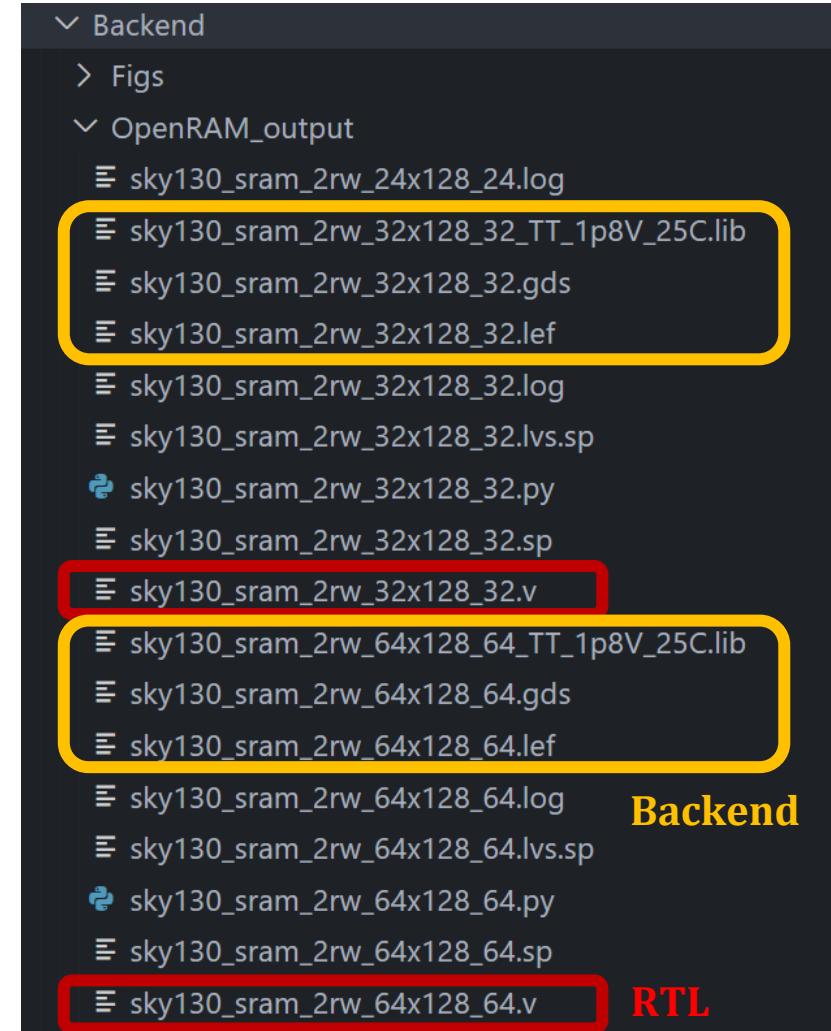 Backend
Figs
OpenRAM_output
sky130_sram_2rw_24x128_24.log
sky130_sram_2rw_32x128_32_TT_1p8V_25C.lib
sky130_sram_2rw_32x128_32.gds
sky130_sram_2rw_32x128_32.lef
sky130_sram_2rw_32x128_32.log
sky130_sram_2rw_32x128_32.lvs.sp
sky130_sram_2rw_32x128_32.py
sky130_sram_2rw_32x128_32.sp
sky130_sram_2rw_32x128_32.v
sky130_sram_2rw_64x128_64_TT_1p8V_25C.lib
sky130_sram_2rw_64x128_64.gds
sky130_sram_2rw_64x128_64.lef
sky130_sram_2rw_64x128_64.log
Backend
sky130_sram_2rw_64x128_64.lvs.sp
sky130_sram_2rw_64x128_64.py
sky130_sram_2rw_64x128_64.sp
sky130_sram_2rw_64x128_64.v
RTL